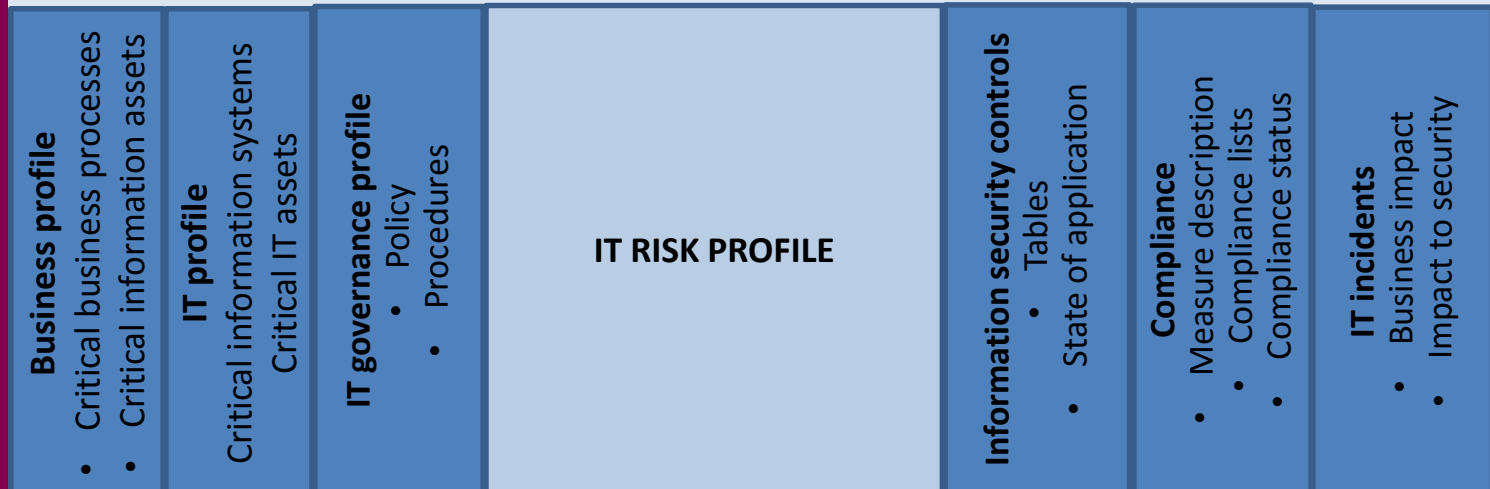 Business profile
• Critical business processes
• Critical information assets
IT profile
Critical information systems
Critical IT assets
IT governance profile
• Policy
• Procedures
IT RISK PROFILE
Information security controls
• Tables
• State of application
Compliance
• Measure description
• Compliance lists
• Compliance status
IT incidents
• Business impact
• Impact to security